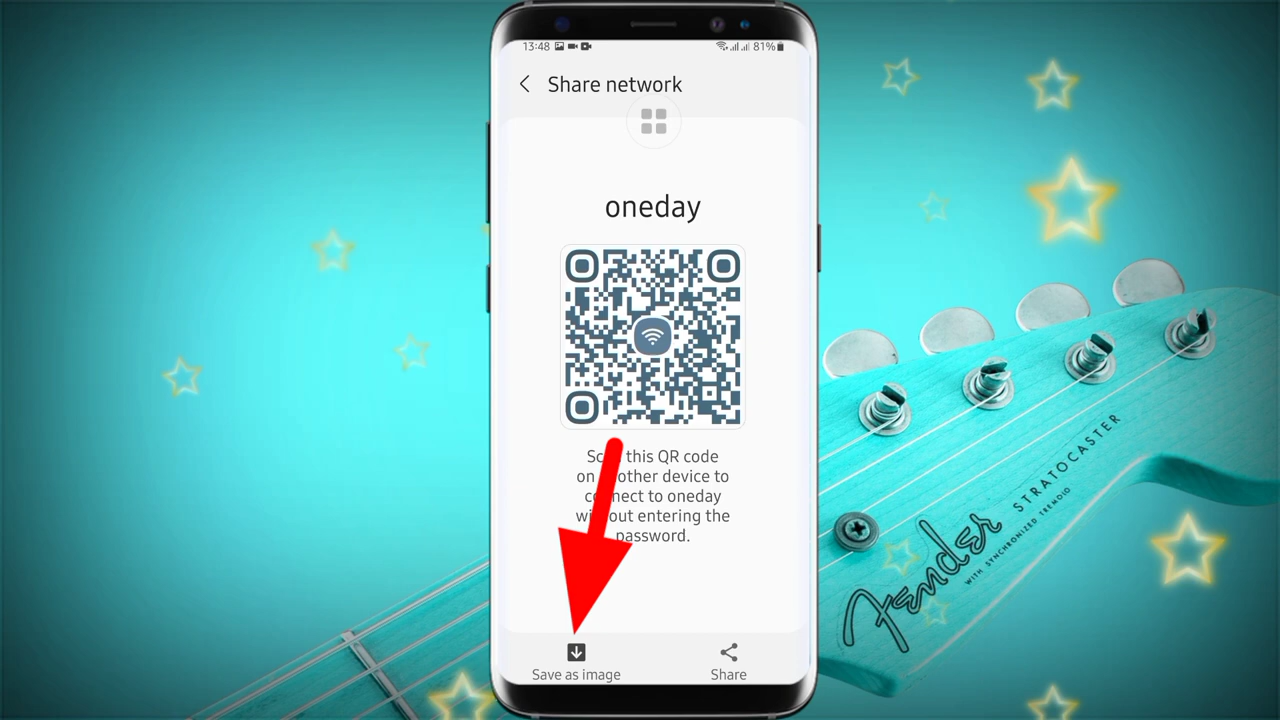 13:48
81%
Share network
oneday
Scan this QR code
on another device to
connect to oneday
without entering the
password.
Save as image
Share
Fender
STRATOCASTER
WITH SYNCHRONIZED TREMOLO